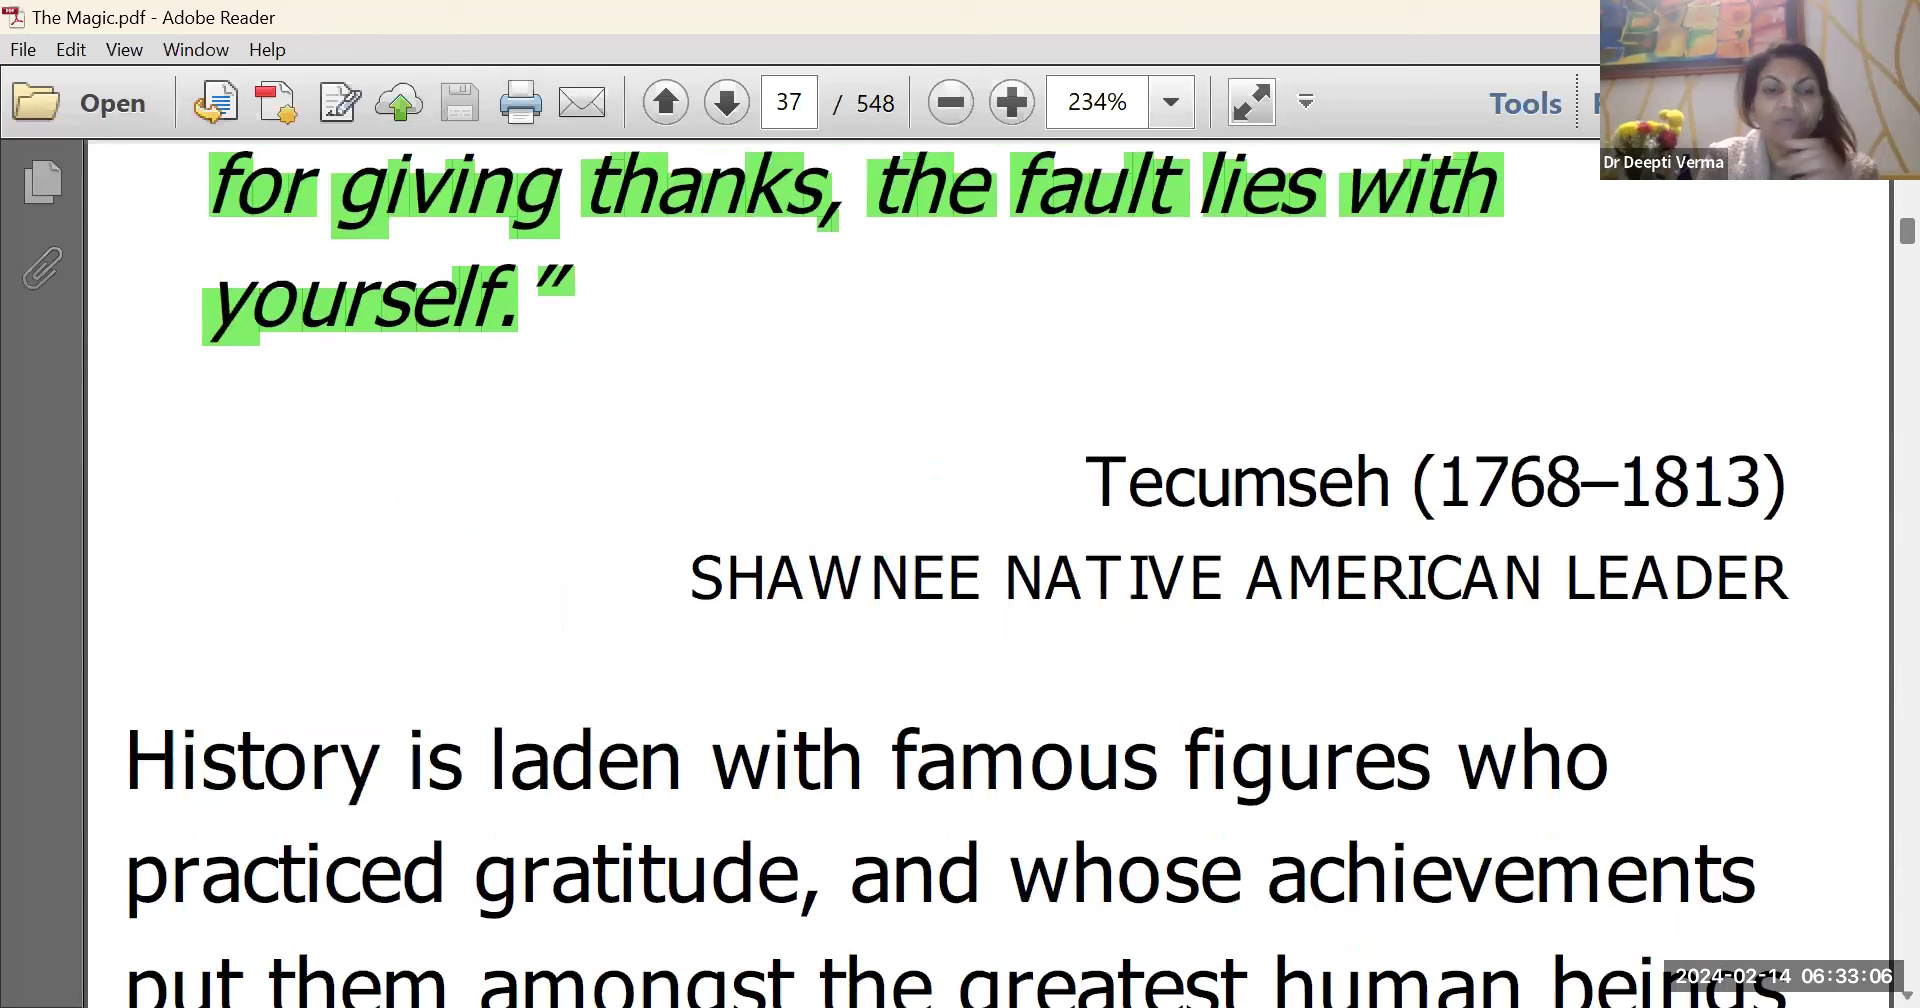 The Magic.pdf - Adobe Reader
File Edit View Window Help
Open 37 / 548 234% Tools
Dr Deepti Verma
for giving thanks, the fault lies with
yourself.”
Tecumseh (1768–1813)
SHAWNEE NATIVE AMERICAN LEADER
History is laden with famous figures who
practiced gratitude, and whose achievements
put them amongst the greatest human beings
2024-02-14 06:33:06